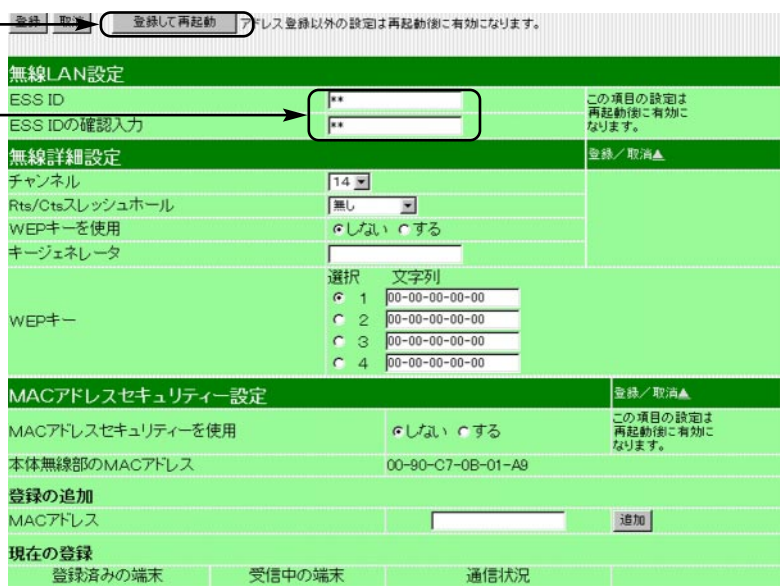 登録 取消 登録して再起動 アドレス登録以外の設定は再起動後に有効になります。
無線LAN設定
ESS ID ** この項目の設定は
再起動後に有効に
なります。
ESS IDの確認入力 **
無線詳細設定 登録／取消▲
チャンネル 14
Rts/Ctsスレッシュホール 無し
WEPキーを使用 しない する
キージェネレータ
選択 文字列
1 00-00-00-00-00
2 00-00-00-00-00
WEPキー
3 00-00-00-00-00
4 00-00-00-00-00
MACアドレスセキュリティー設定 登録／取消▲
MACアドレスセキュリティーを使用 しない する この項目の設定は
再起動後に有効に
なります。
本体無線部のMACアドレス 00-90-C7-0B-01-A9
登録の追加
MACアドレス 追加
現在の登録
登録済みの端末 受信中の端末 通信状況